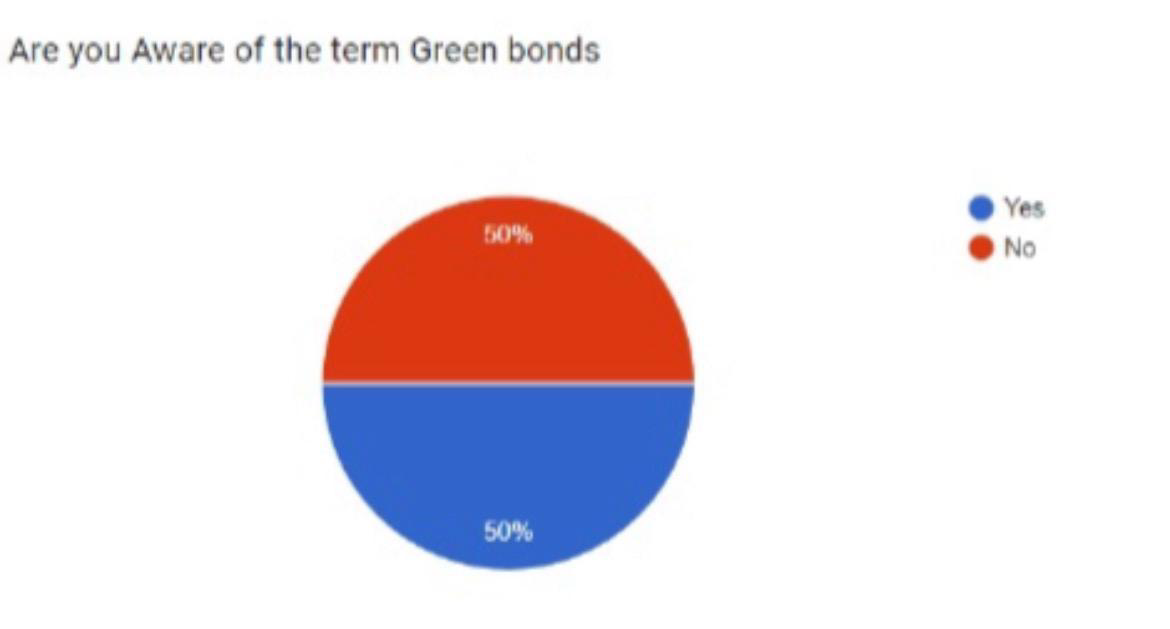 Are you Aware of the term Green bonds
50%
50%
Yes
No